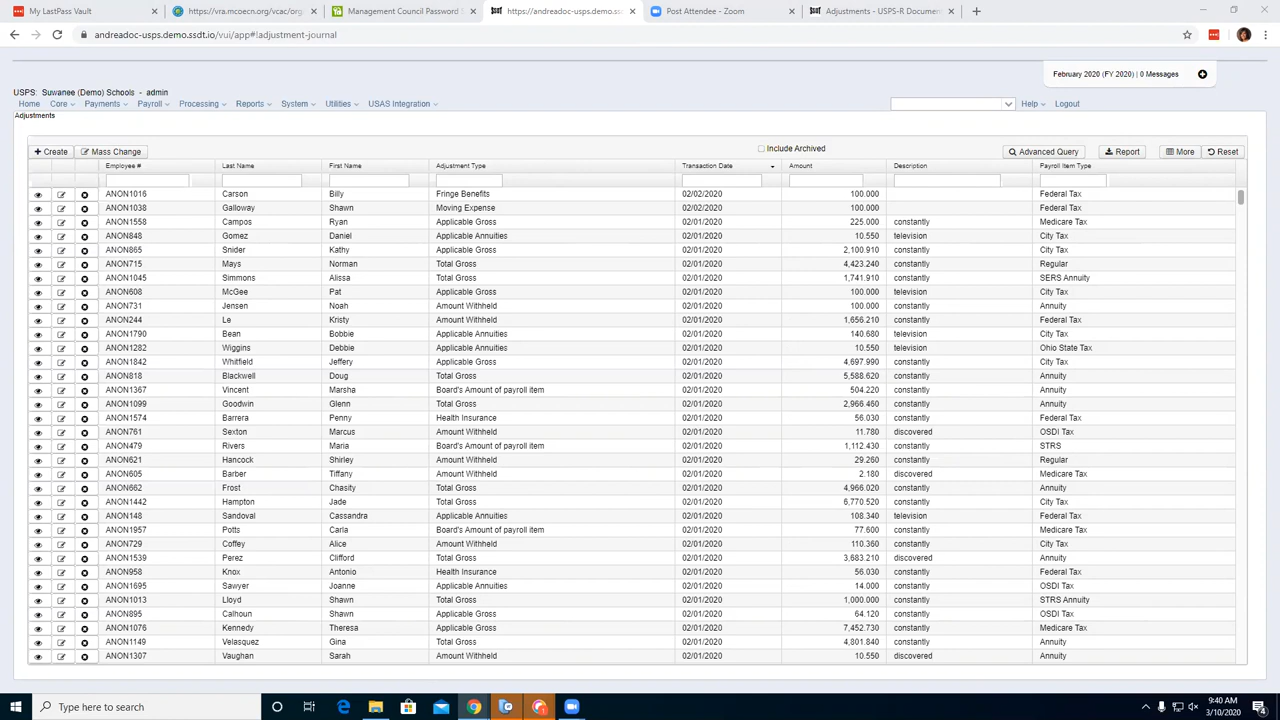 My LastPass Vault
https://vra.mcoecn.org/vcac/org
Management Council Password S
https://andreadoc-usps.demo.ssd
Post Attendee - Zoom
Adjustments - USPS-R Document
andreadoc-usps.demo.ssdt.io/vui/app#!adjustment-journal
February 2020 (FY 2020) | 0 Messages
USPS: Suwanee (Demo) Schools - admin
Home Core Payments Payroll Processing Reports System Utilities USAS Integration Help Logout
Adjustments
Create Mass Change Include Archived Advanced Query Report More Reset
Employee # Last Name First Name Adjustment Type Transaction Date Amount Description Payroll Item Type
ANON1016 Carson Billy Fringe Benefits 02/02/2020 100.000 Federal Tax
ANON1038 Galloway Shawn Moving Expense 02/02/2020 100.000 Federal Tax
ANON1558 Campos Ryan Applicable Gross 02/01/2020 225.000 constantly Medicare Tax
ANON848 Gomez Daniel Applicable Annuities 02/01/2020 10.550 television City Tax
ANON865 Snider Kathy Applicable Gross 02/01/2020 2,100.910 constantly City Tax
ANON715 Mays Norman Total Gross 02/01/2020 4,423.240 constantly Regular
ANON1045 Simmons Alissa Total Gross 02/01/2020 1,741.910 constantly SERS Annuity
ANON608 McGee Pat Applicable Gross 02/01/2020 100.000 television City Tax
ANON731 Jensen Noah Amount Withheld 02/01/2020 100.000 constantly Annuity
ANON244 Le Kristy Amount Withheld 02/01/2020 1,656.210 constantly Federal Tax
ANON1790 Bean Bobbie Applicable Annuities 02/01/2020 140.680 television City Tax
ANON1282 Wiggins Debbie Applicable Annuities 02/01/2020 10.550 television Ohio State Tax
ANON1842 Whitfield Jeffery Applicable Gross 02/01/2020 4,697.990 constantly City Tax
ANON818 Blackwell Doug Total Gross 02/01/2020 5,588.620 constantly Annuity
ANON1367 Vincent Marsha Board's Amount of payroll item 02/01/2020 504.220 constantly Annuity
ANON1099 Goodwin Glenn Total Gross 02/01/2020 2,966.460 constantly Annuity
ANON1574 Barrera Penny Health Insurance 02/01/2020 56.030 constantly Federal Tax
ANON761 Sexton Marcus Amount Withheld 02/01/2020 11.780 discovered OSDI Tax
ANON479 Rivers Maria Board's Amount of payroll item 02/01/2020 1,112.430 constantly STRS
ANON621 Hancock Shirley Amount Withheld 02/01/2020 29.260 constantly Regular
ANON605 Barber Tiffany Amount Withheld 02/01/2020 2.180 discovered Medicare Tax
ANON662 Frost Chasity Total Gross 02/01/2020 4,966.020 constantly Annuity
ANON1442 Hampton Jade Total Gross 02/01/2020 6,770.520 constantly City Tax
ANON148 Sandoval Cassandra Applicable Annuities 02/01/2020 108.340 television Federal Tax
ANON1957 Potts Carla Board's Amount of payroll item 02/01/2020 77.600 constantly Medicare Tax
ANON729 Coffey Alice Amount Withheld 02/01/2020 110.360 constantly City Tax
ANON1539 Perez Clifford Total Gross 02/01/2020 3,683.210 discovered Annuity
ANON958 Knox Antonio Health Insurance 02/01/2020 56.030 constantly Federal Tax
ANON1695 Sawyer Joanne Applicable Annuities 02/01/2020 14.000 constantly OSDI Tax
ANON1013 Lloyd Shawn Total Gross 02/01/2020 1,000.000 constantly STRS Annuity
ANON895 Calhoun Shawn Applicable Gross 02/01/2020 64.120 constantly OSDI Tax
ANON1076 Kennedy Theresa Applicable Gross 02/01/2020 7,452.730 constantly Medicare Tax
ANON1149 Velasquez Gina Total Gross 02/01/2020 4,801.840 constantly Annuity
ANON1307 Vaughan Sarah Amount Withheld 02/01/2020 10.550 discovered Annuity
Type here to search
9:40 AM
3/10/2020
4